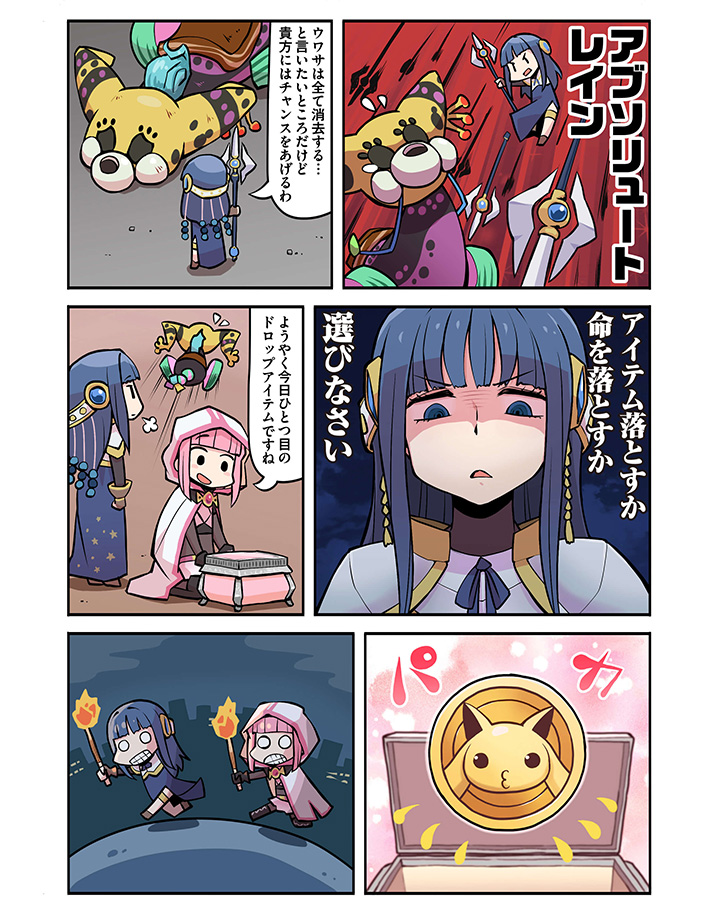 アブソリュート
レイン
ウワサは全て消去する…
と言いたいところだけど
貴方にはチャンスをあげるわ
アイテム落とすか
命を落とすか
選びなさい
ようやく今日ひとつ目の
ドロップアイテムですね
パカ